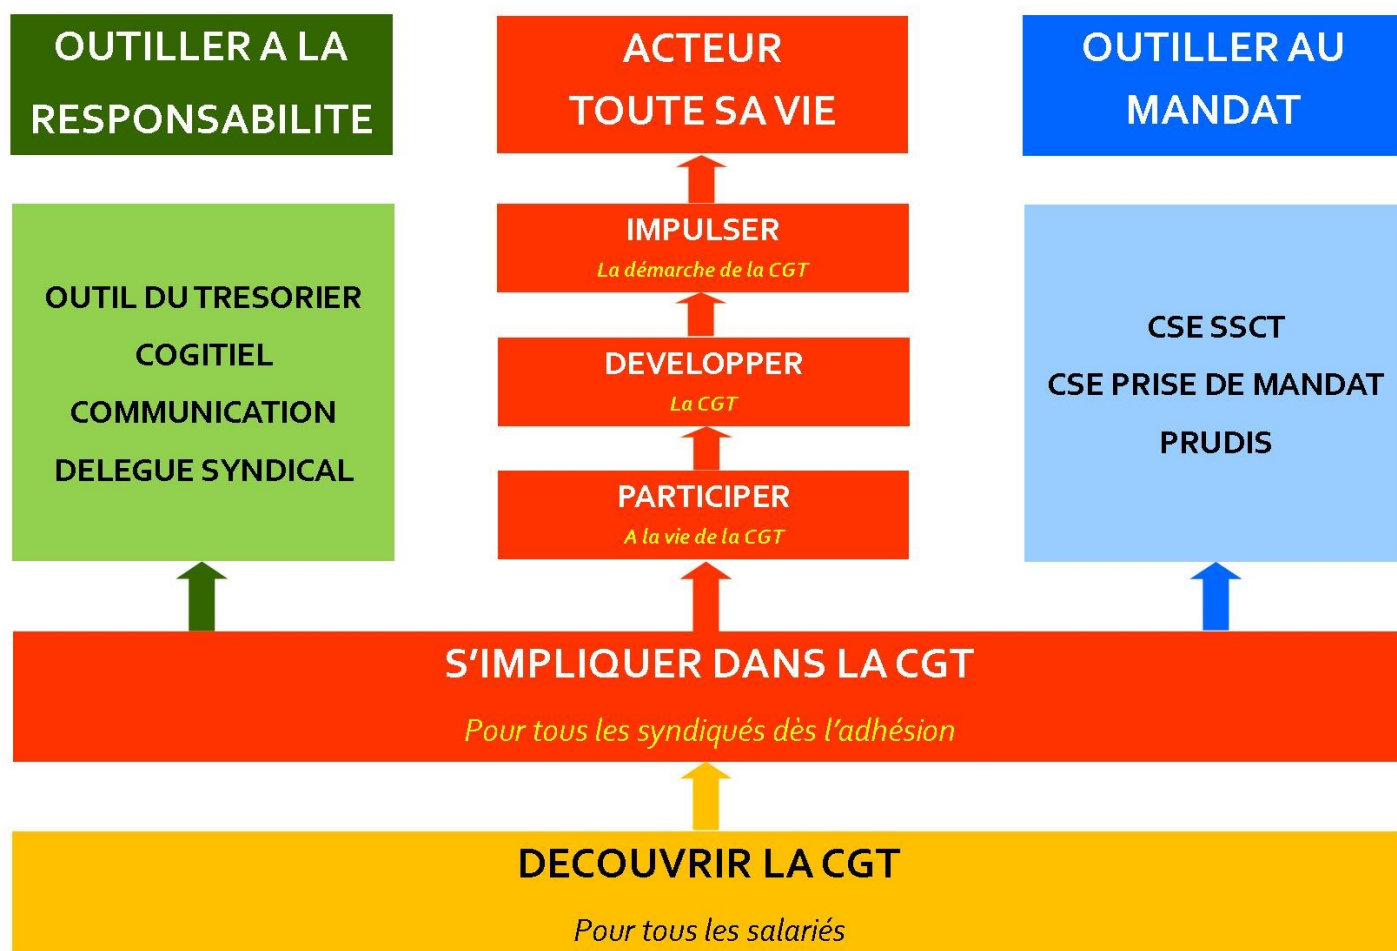 OUTILLER A LA
RESPONSABILITE
ACTEUR
TOUTE SA VIE
OUTILLER AU
MANDAT
OUTIL DU TRESORIER
COGITIEL
COMMUNICATION
DELEGUE SYNDICAL
IMPULSER
La démarche de la CGT
DEVELOPPER
La CGT
PARTICIPER
A la vie de la CGT
CSE SSCT
CSE PRISE DE MANDAT
PRUDIS
S'IMPLIQUER DANS LA CGT
Pour tous les syndiqués dès l'adhésion
DECOUVRIR LA CGT
Pour tous les salariés